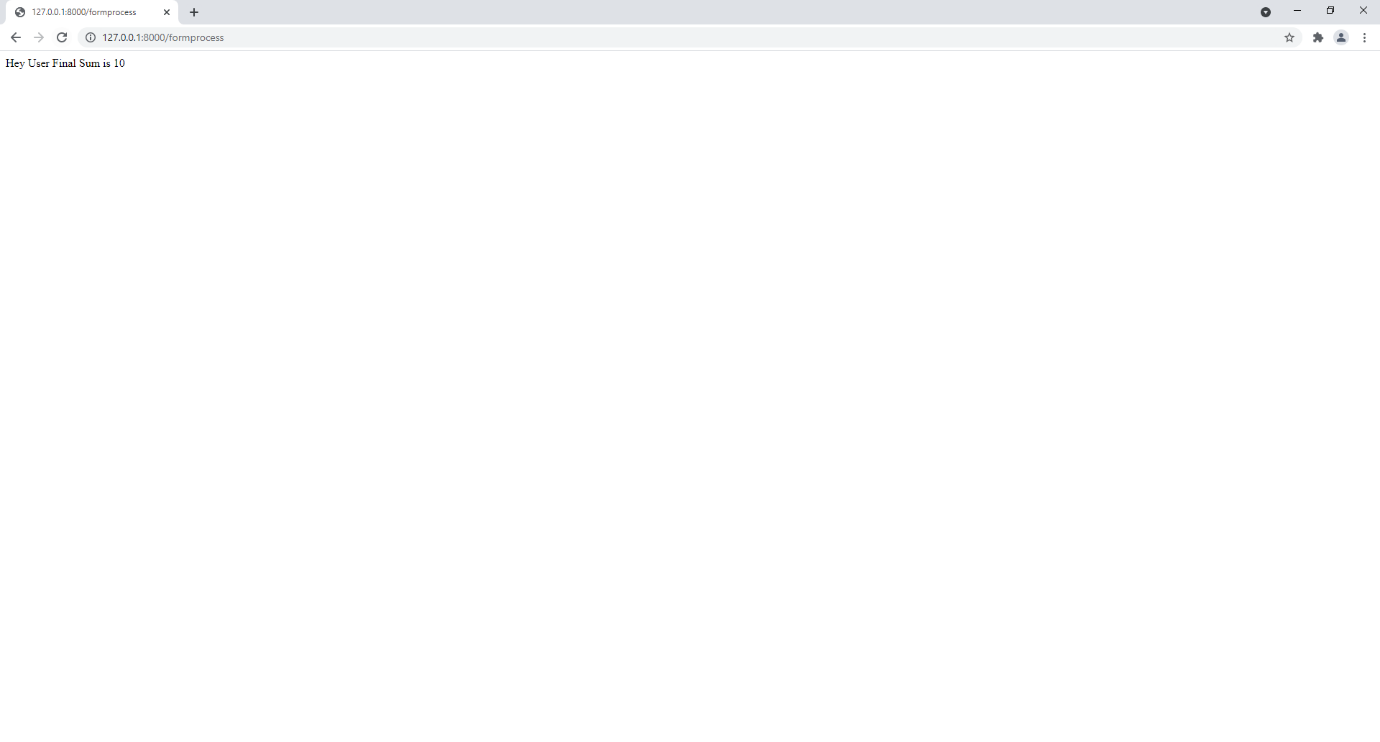 127.0.0.1:8000/formprocess
127.0.0.1:8000/formprocess
Hey User Final Sum is 10